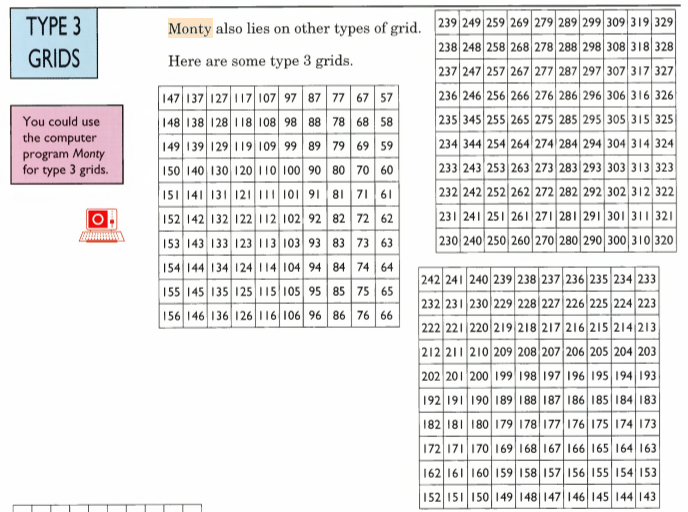 TYPE 3
GRIDS
Monty also lies on other types of grid.
Here are some type 3 grids.
You could use
the computer
program Monty
for type 3 grids.
147 137 127 117 107 97 87 77 67 57
148 138 128 118 108 98 88 78 68 58
149 139 129 119 109 99 89 79 69 59
150 140 130 120 110 100 90 80 70 60
151 141 131 121 111 101 91 81 71 61
152 142 132 122 112 102 92 82 72 62
153 143 133 123 113 103 93 83 73 63
154 144 134 124 114 104 94 84 74 64
155 145 135 125 115 105 95 85 75 65
156 146 136 126 116 106 96 86 76 66
239 249 259 269 279 289 299 309 319 329
238 248 258 268 278 288 298 308 318 328
237 247 257 267 277 287 297 307 317 327
236 246 256 266 276 286 296 306 316 326
235 345 255 265 275 285 295 305 315 325
234 344 254 264 274 284 294 304 314 324
233 243 253 263 273 283 293 303 313 323
232 242 252 262 272 282 292 302 312 322
231 241 251 261 271 281 291 301 311 321
230 240 250 260 270 280 290 300 310 320
242 241 240 239 238 237 236 235 234 233
232 231 230 229 228 227 226 225 224 223
222 221 220 219 218 217 216 215 214 213
212 211 210 209 208 207 206 205 204 203
202 201 200 199 198 197 196 195 194 193
192 191 190 189 188 187 186 185 184 183
182 181 180 179 178 177 176 175 174 173
172 171 170 169 168 167 166 165 164 163
162 161 160 159 158 157 156 155 154 153
152 151 150 149 148 147 146 145 144 143